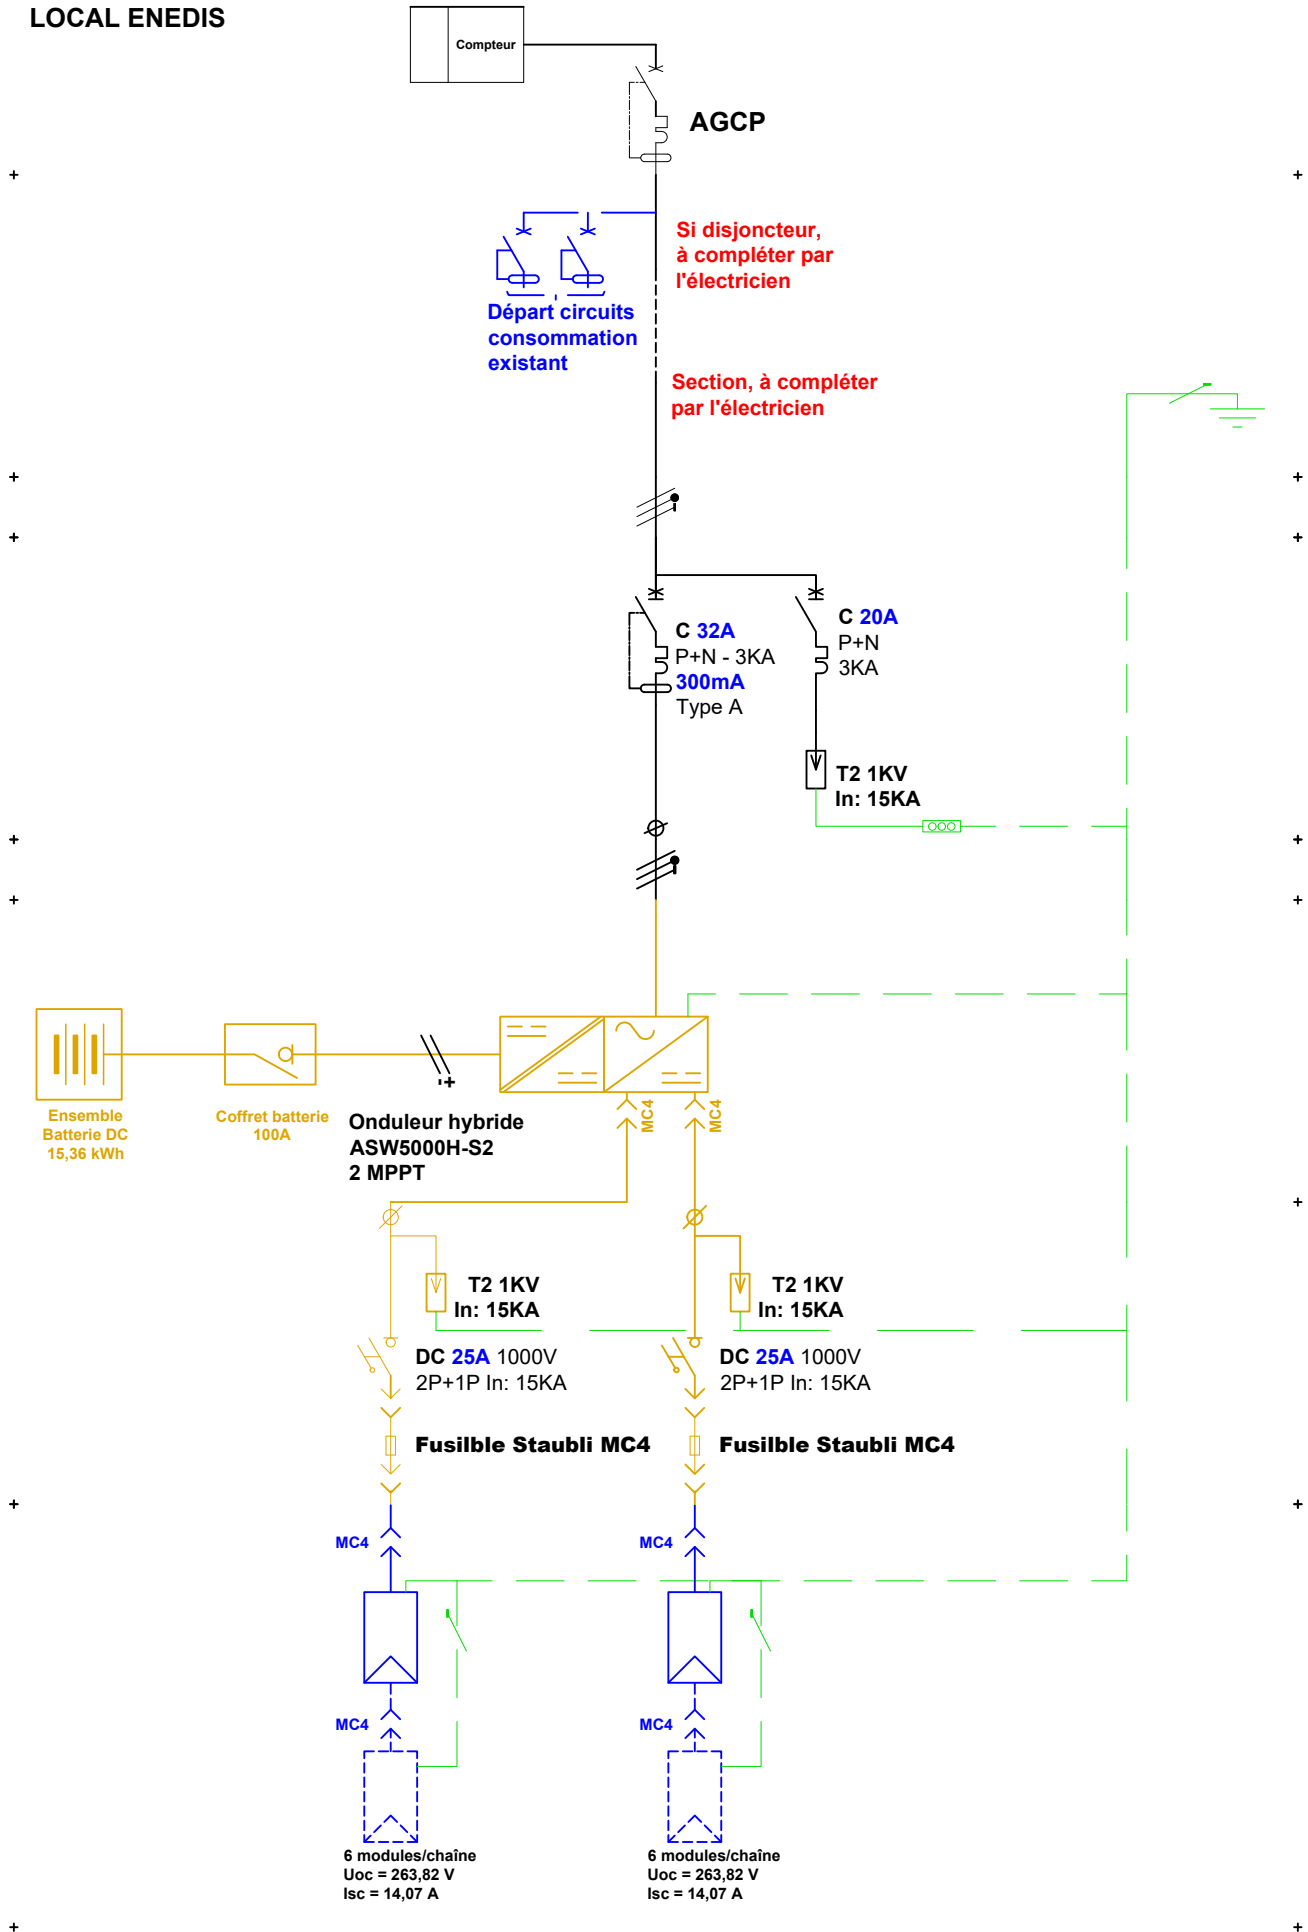 LOCAL ENEDIS
Compteur
AGCP
Si disjoncteur,
à compléter par
l'électricien
Départ circuits
consommation
existant
Section, à compléter
par l'électricien
C 32A
P+N - 3KA
300mA
Type A
C 20A
P+N
3KA
T2 1KV
In: 15KA
Ensemble
Batterie DC
15,36 kWh
Coffret batterie
100A
Onduleur hybride
ASW5000H-S2
2 MPPT
MC4
MC4
T2 1KV
In: 15KA
T2 1KV
In: 15KA
DC 25A 1000V
2P+1P In: 15KA
DC 25A 1000V
2P+1P In: 15KA
Fusilble Staubli MC4
Fusilble Staubli MC4
MC4
MC4
MC4
MC4
6 modules/chaîne
Uoc = 263,82 V
Isc = 14,07 A
6 modules/chaîne
Uoc = 263,82 V
Isc = 14,07 A